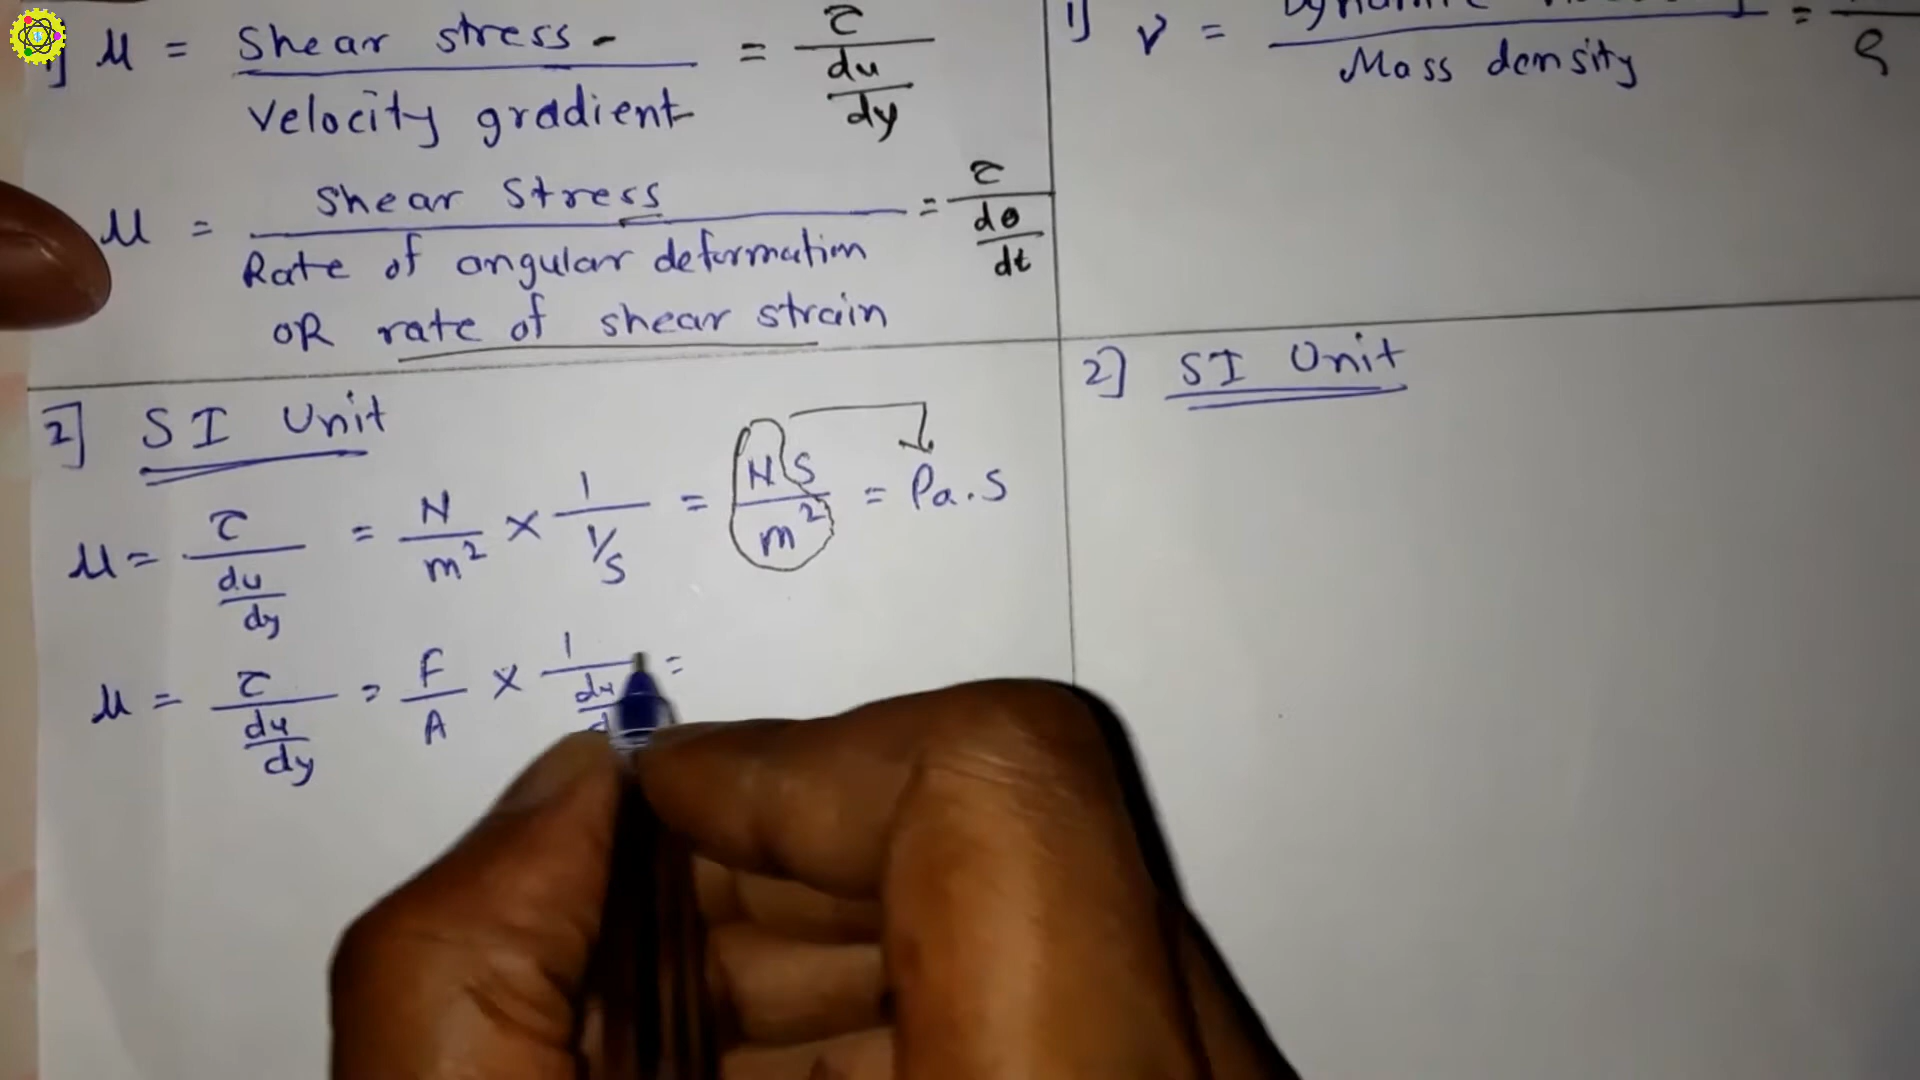 1] μ = Shear stress / Velocity gradient = τ / (du/dy)
μ = Shear Stress / Rate of angular deformation = τ / (dθ/dt)
OR rate of shear strain
2] SI Unit
μ = τ / (du/dy) = N/m² × 1 / (1/s) = NS/m² = Pa.S
μ = τ / (du/dy) = F/A × 1 / (du/d =
1] ν = / Mass density = / ρ
2] SI Unit